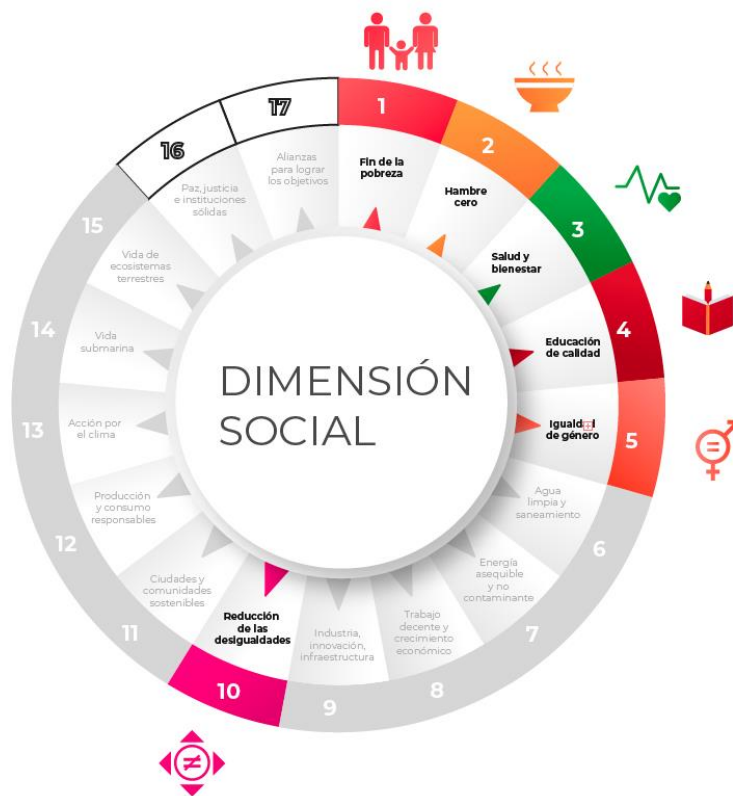 DIMENSIÓN
SOCIAL
1
Fin de la
pobreza
2
Hambre
cero
3
Salud y
bienestar
4
Educación
de calidad
5
de género
6
Agua
limpia y
saneamiento
7
Energía
asequible
y no
contaminante
8
Trabajo
decente y
crecimiento
económico
9
Industria,
innovación,
infraestructura
10
Reducción
de las
desigualdades
11
Ciudades y
comunidades
sostenibles
12
Producción
y consumo
responsables
13
Acción por
el clima
14
Vida
submarina
15
Vida de
ecosistemas
terrestres
16
Paz, justicia
e instituciones
sólidas
17
Alianzas
para lograr
los objetivos